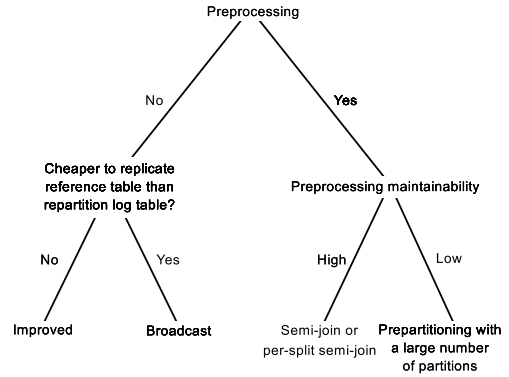 Preprocessing
No
Yes
Cheaper to replicate
reference table than
repartition log table?
Preprocessing maintainability
No
Yes
High
Low
Improved
Broadcast
Semi-join or
per-split semi-join
Prepartitioning with
a large number
of partitions